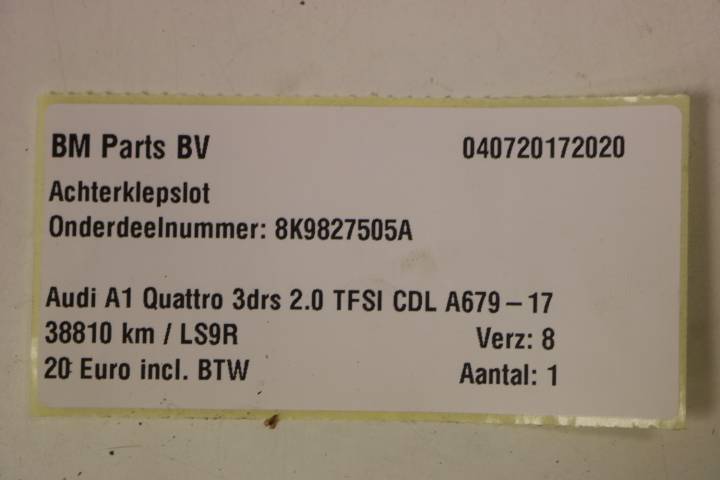 BM Parts BV 040720172020
Achterklepslot
Onderdeelnummer: 8K9827505A
Audi A1 Quattro 3drs 2.0 TFSI CDL A679-17
38810 km / LS9R Verz: 8
20 Euro incl. BTW Aantal: 1